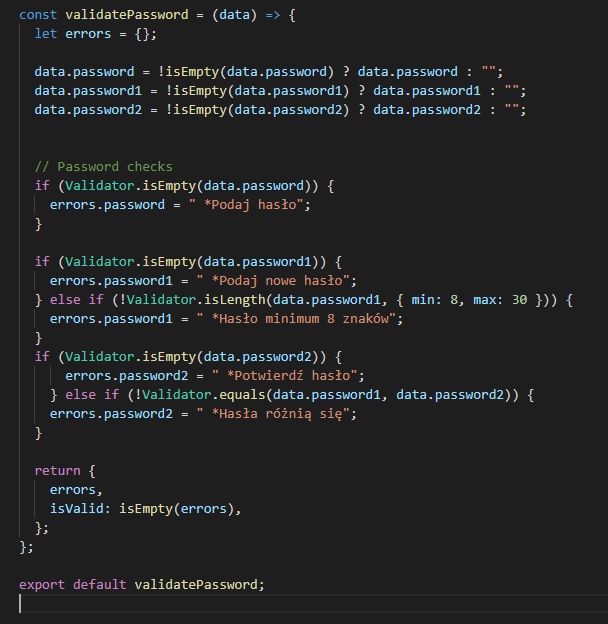 const validatePassword = (data) => {
let errors = {};
data.password = !isEmpty(data.password) ? data.password : "";
data.password1 = !isEmpty(data.password1) ? data.password1 : "";
data.password2 = !isEmpty(data.password2) ? data.password2 : "";
// Password checks
if (Validator.isEmpty(data.password)) {
errors.password = " *Podaj hasło";
}
if (Validator.isEmpty(data.password1)) {
errors.password1 = " *Podaj nowe hasło";
} else if (!Validator.isLength(data.password1, { min: 8, max: 30 })) {
errors.password1 = " *Hasło minimum 8 znaków";
}
if (Validator.isEmpty(data.password2)) {
errors.password2 = " *Potwierdź hasło";
} else if (!Validator.equals(data.password1, data.password2)) {
errors.password2 = " *Hasła różnią się";
}
return {
errors,
isValid: isEmpty(errors),
};
};
export default validatePassword;